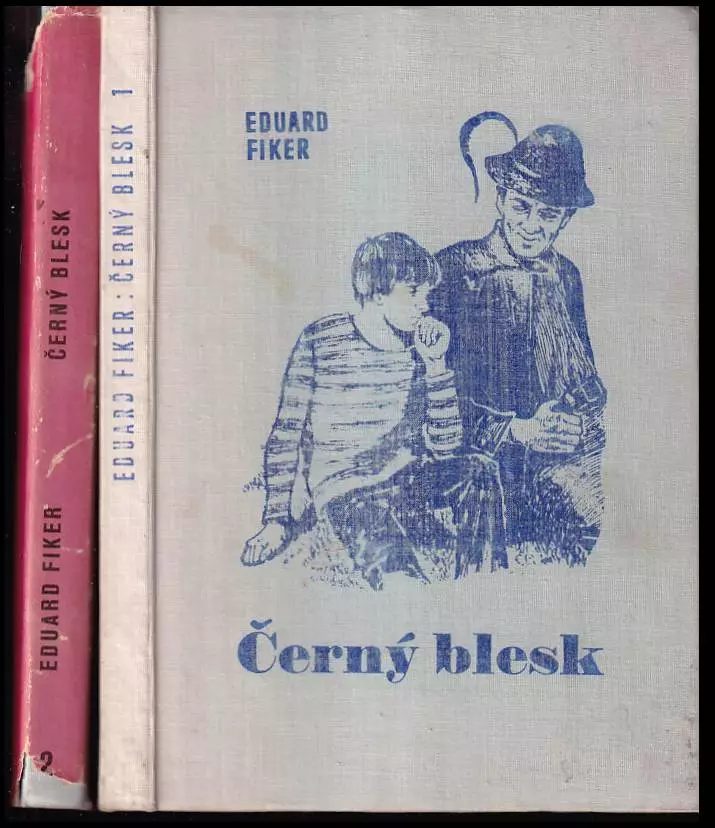 EDUARD FIKER
ČERNÝ BLESK
2
EDUARD FIKER: ČERNÝ BLESK 1
EDUARD
FIKER
Černý blesk